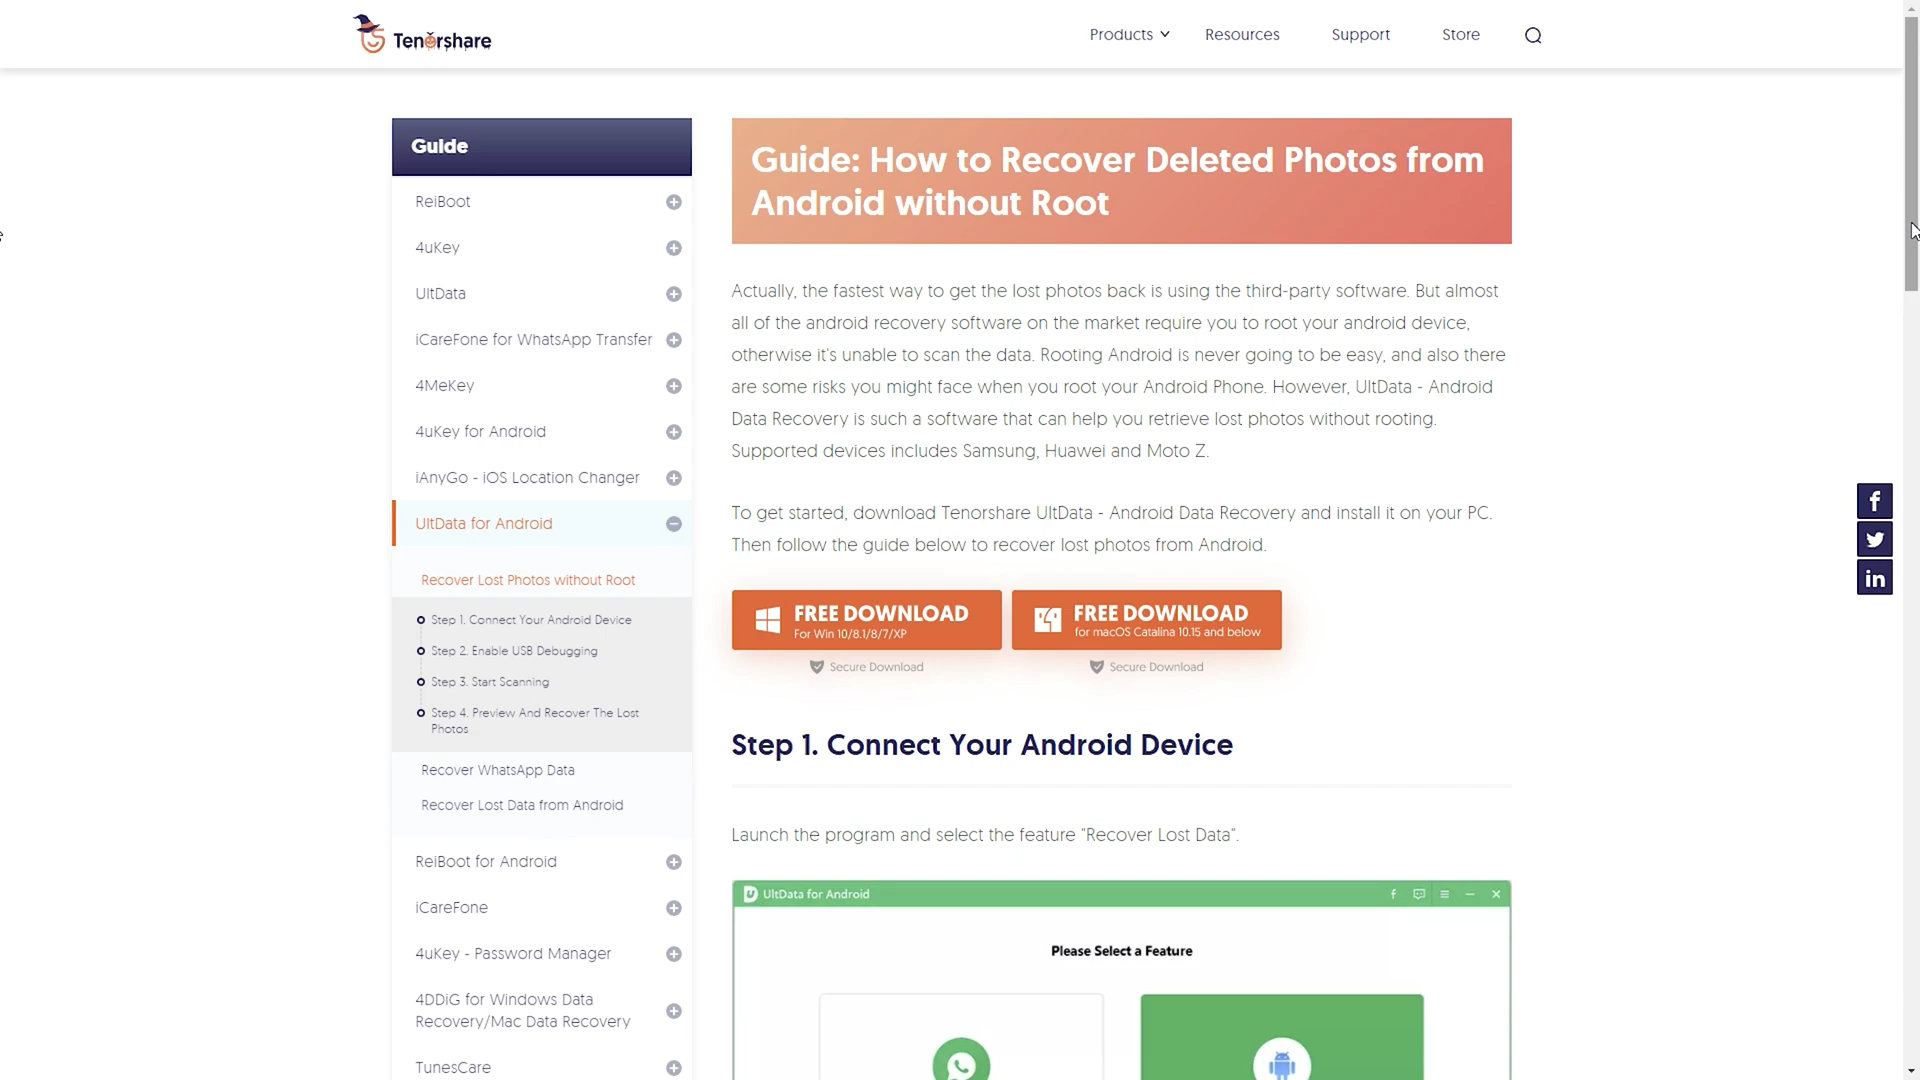 Tenorshare
Products
Resources
Support
Store
Guide
ReiBoot
4uKey
UltData
iCareFone for WhatsApp Transfer
4MeKey
4uKey for Android
iAnyGo - iOS Location Changer
UltData for Android
Recover Lost Photos without Root
Step 1. Connect Your Android Device
Step 2. Enable USB Debugging
Step 3. Start Scanning
Step 4. Preview And Recover The Lost
Photos
Recover WhatsApp Data
Recover Lost Data from Android
ReiBoot for Android
iCareFone
4uKey - Password Manager
4DDiG for Windows Data
Recovery/Mac Data Recovery
TunesCare
Guide: How to Recover Deleted Photos from
Android without Root
Actually, the fastest way to get the lost photos back is using the third-party software. But almost
all of the android recovery software on the market require you to root your android device,
otherwise it's unable to scan the data. Rooting Android is never going to be easy, and also there
are some risks you might face when you root your Android Phone. However, UltData - Android
Data Recovery is such a software that can help you retrieve lost photos without rooting.
Supported devices includes Samsung, Huawei and Moto Z.
To get started, download Tenorshare UltData - Android Data Recovery and install it on your PC.
Then follow the guide below to recover lost photos from Android.
FREE DOWNLOAD
For Win 10/8.1/8/7/XP
Secure Download
FREE DOWNLOAD
for macOS Catalina 10.15 and below
Secure Download
Step 1. Connect Your Android Device
Launch the program and select the feature "Recover Lost Data".
UltData for Android
Please Select a Feature